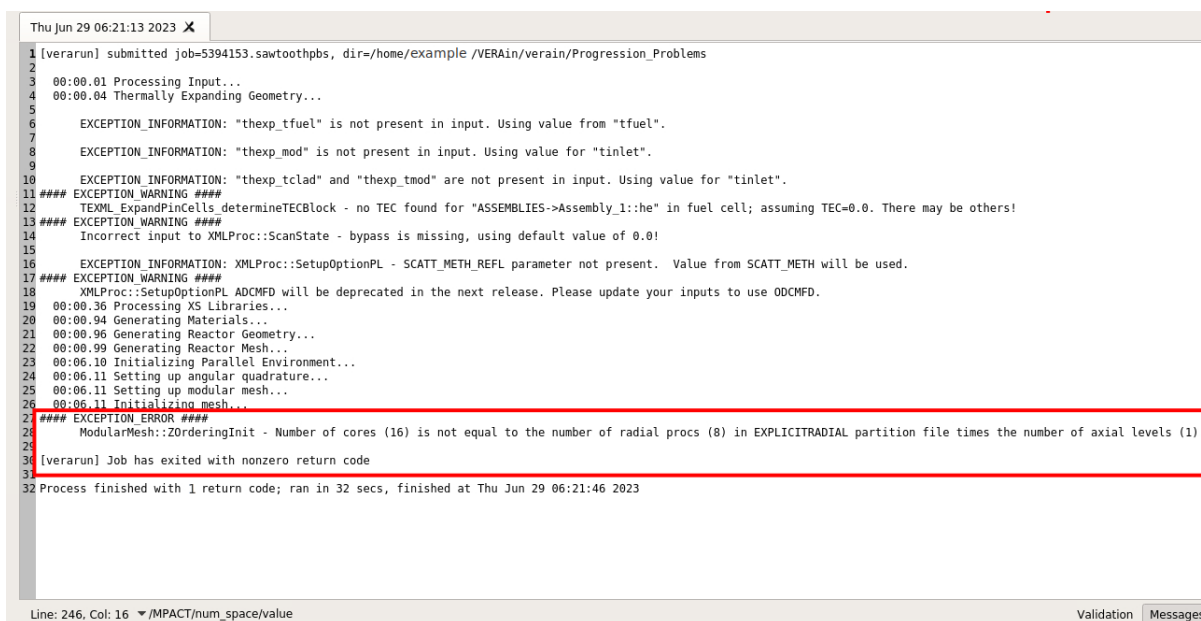 Thu Jun 29 06:21:13 2023 X
1 [verarun] submitted job=5394153.sawtoothpbs, dir=/home/example /VERAin/verain/Progression_Problems
2
3 00:00.01 Processing Input...
4 00:00.04 Thermally Expanding Geometry...
5
6 EXCEPTION_INFORMATION: "thexp_tfuel" is not present in input. Using value from "tfuel".
7
8 EXCEPTION_INFORMATION: "thexp_mod" is not present in input. Using value for "tinlet".
9
10 EXCEPTION_INFORMATION: "thexp_tclad" and "thexp_tmod" are not present in input. Using value for "tinlet".
11 #### EXCEPTION_WARNING ####
12 TEXML_ExpandPinCells_determineTECBlock - no TEC found for "ASSEMBLIES->Assembly_1::he" in fuel cell; assuming TEC=0.0. There may be others!
13 #### EXCEPTION_WARNING ####
14 Incorrect input to XMLProc::ScanState - bypass is missing, using default value of 0.0!
15
16 EXCEPTION_INFORMATION: XMLProc::SetupOptionPL - SCATT_METH_REFL parameter not present.  Value from SCATT_METH will be used.
17 #### EXCEPTION_WARNING ####
18 XMLProc::SetupOptionPL ADCMFD will be deprecated in the next release. Please update your inputs to use ODCMFD.
19 00:00.36 Processing XS Libraries...
20 00:00.94 Generating Materials...
21 00:00.96 Generating Reactor Geometry...
22 00:00.99 Generating Reactor Mesh...
23 00:06.10 Initializing Parallel Environment...
24 00:06.11 Setting up angular quadrature...
25 00:06.11 Setting up modular mesh...
26 00:06.11 Initializing mesh...
27 #### EXCEPTION_ERROR ####
28 ModularMesh::ZOrderingInit - Number of cores (16) is not equal to the number of radial procs (8) in EXPLICITRADIAL partition file times the number of axial levels (1)
29
30 [verarun] Job has exited with nonzero return code
31
32 Process finished with 1 return code; ran in 32 secs, finished at Thu Jun 29 06:21:46 2023
Line: 246, Col: 16 /MPACT/num_space/value Validation Messages